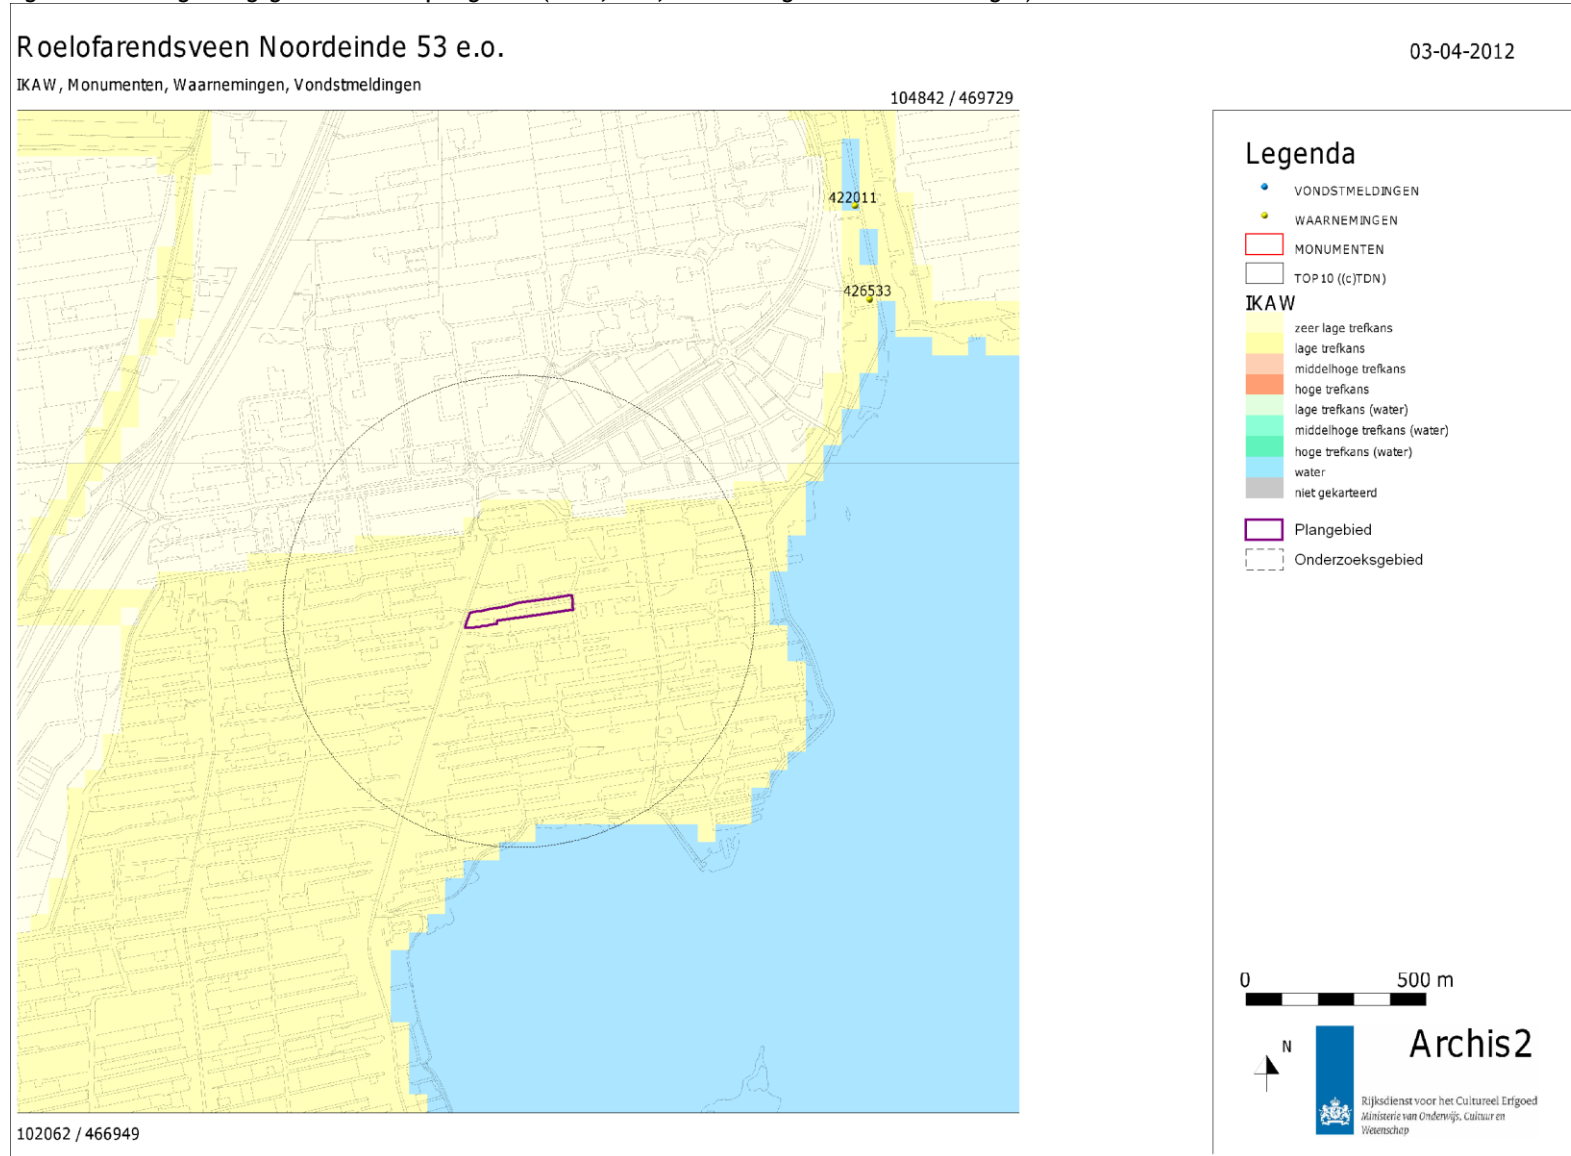 Roelofarendsveen Noordeinde 53 e.o.
03-04-2012
IKAW, Monumenten, Waarnemingen, Vondstmeldingen
104842 / 469729
422011
426533
102062 / 466949
Legenda
VONDSTMELDINGEN
WAARNEMINGEN
MONUMENTEN
TOP10 ((c)TDN)
IKAW
zeer lage trefkans
lage trefkans
middelhoge trefkans
hoge trefkans
lage trefkans (water)
middelhoge trefkans (water)
hoge trefkans (water)
water
niet gekarteerd
Plangebied
Onderzoeksgebied
0 500 m
N
Archis2
Rijksdienst voor het Cultureel Erfgoed
Ministerie van Onderwijs, Cultuur en
Wetenschap